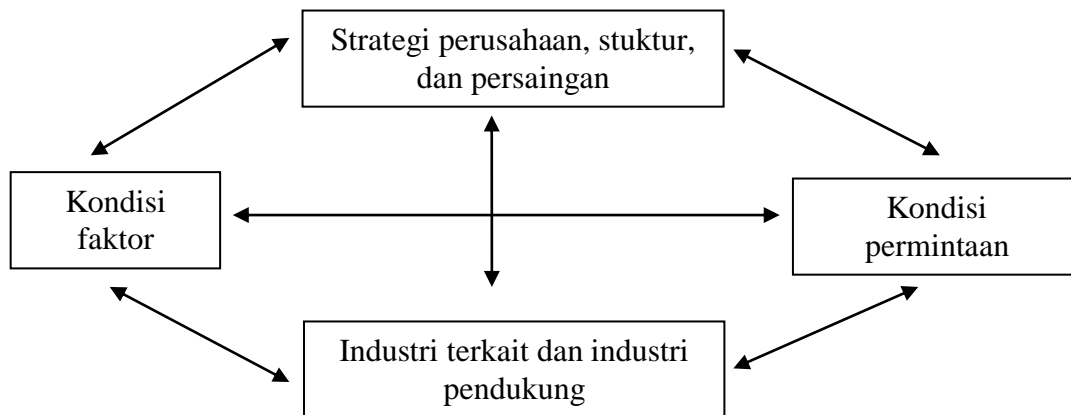 Strategi perusahaan, stuktur,
dan persaingan
Kondisi
faktor
Kondisi
permintaan
Industri terkait dan industri
pendukung